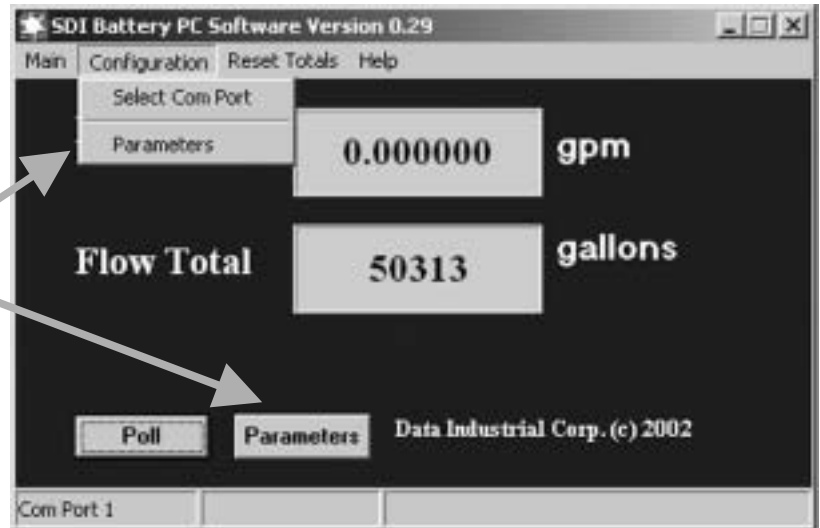 SDI Battery PC Software Version 0.29
Main Configuration Reset Totals Help
Select Com Port
Parameters
0.000000 gpm
Flow Total 50313 gallons
Poll Parameters Data Industrial Corp. (c) 2002
Com Port 1